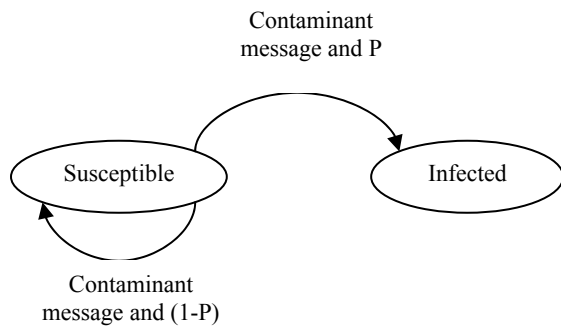 Contaminant
message and P
Susceptible
Infected
Contaminant
message and (1-P)